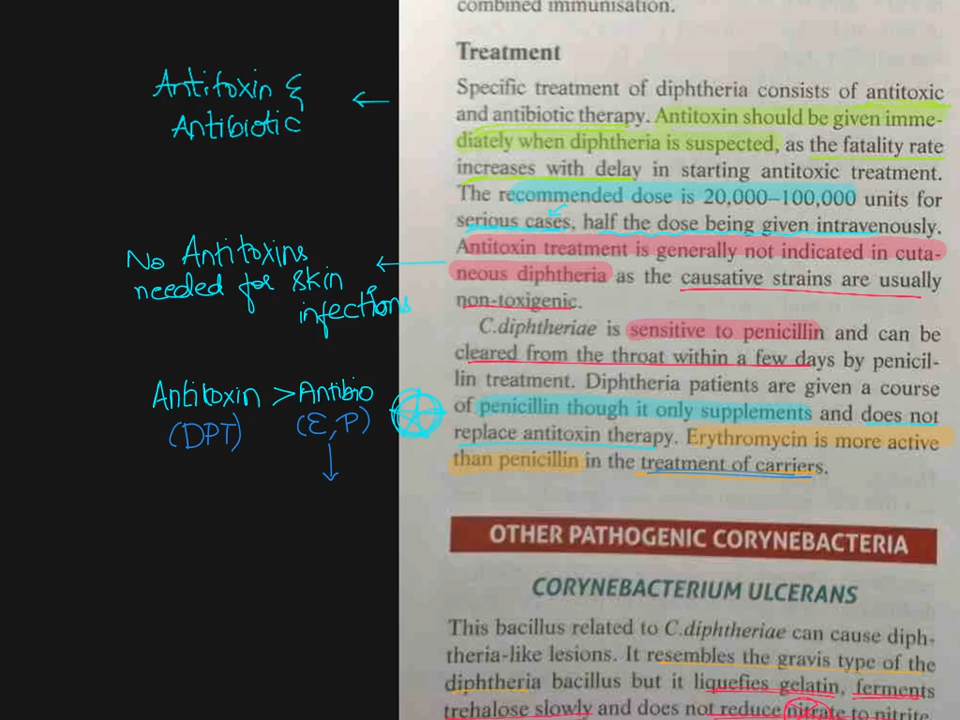 Antitoxin &
Antibiotic
←
No Antitoxins
needed for skin
infections
←
Antitoxin > Antibio
(DPT) (E, P)
↓
combined immunisation.
Treatment
Specific treatment of diphtheria consists of antitoxic
and antibiotic therapy. Antitoxin should be given imme-
diately when diphtheria is suspected, as the fatality rate
increases with delay in starting antitoxic treatment.
The recommended dose is 20,000–100,000 units for
serious cases, half the dose being given intravenously.
Antitoxin treatment is generally not indicated in cuta-
neous diphtheria as the causative strains are usually
non-toxigenic.
C.diphtheriae is sensitive to penicillin and can be
cleared from the throat within a few days by penicil-
lin treatment. Diphtheria patients are given a course
of penicillin though it only supplements and does not
replace antitoxin therapy. Erythromycin is more active
than penicillin in the treatment of carriers.
OTHER PATHOGENIC CORYNEBACTERIA
CORYNEBACTERIUM ULCERANS
This bacillus related to C.diphtheriae can cause diph-
theria-like lesions. It resembles the gravis type of the
diphtheria bacillus but it liquefies gelatin, ferments
trehalose slowly and does not reduce nitrate to nitrite.